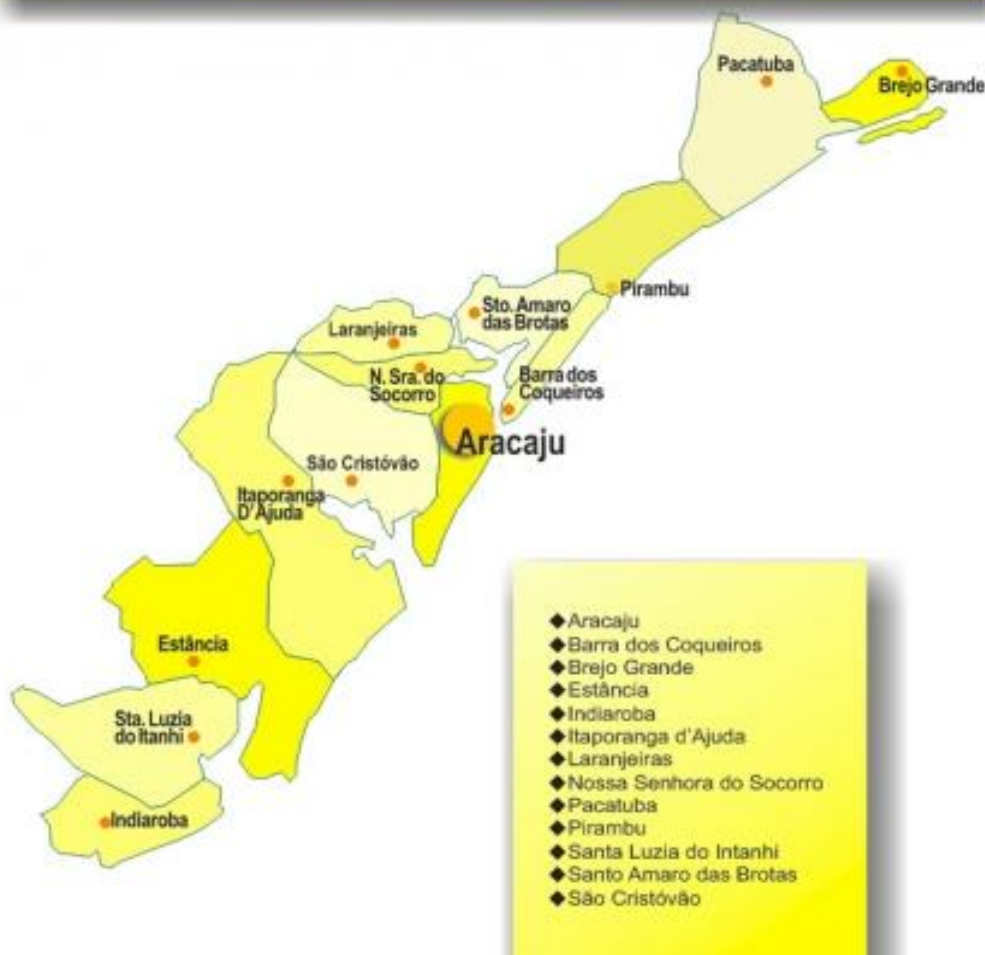 Pacatuba
Brejo Grande
Pirambu
Sto. Amaro
das Brotas
Laranjeiras
N. Sra. do
Socorro
Barra dos
Coqueiros
Aracaju
São Cristóvão
Itaporanga
D'Ajuda
Estância
Sta. Luzia
do Itanhi
Indiaroba
◆Aracaju
◆Barra dos Coqueiros
◆Brejo Grande
◆Estância
◆Indiaroba
◆Itaporanga d'Ajuda
◆Laranjeiras
◆Nossa Senhora do Socorro
◆Pacatuba
◆Pirambu
◆Santa Luzia do Intanhi
◆Santo Amaro das Brotas
◆São Cristóvão